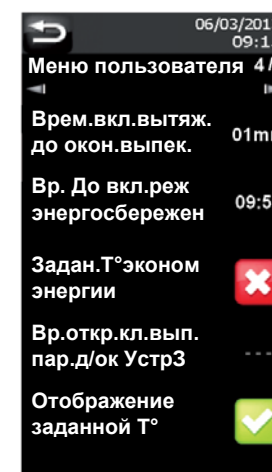 06/03/201
09:1
Меню пользователя 4/
Врем.вкл.вытяж.
до окон.выпек.
01m
Вр. До вкл.реж
энергосбережен
09:5
Задан.T°эконом
энергии
Вр.откр.кл.вып.
пар.д/ок Устр3
---
Отображение
заданной T°